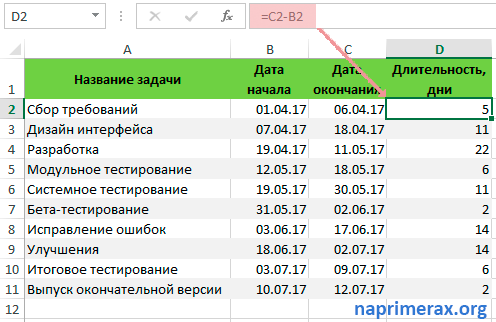 D2 fx =C2-B2
A B C D
1 Название задачи Дата начала Дата окончания Длительность, дни
2 Сбор требований 01.04.17 06.04.17 5
3 Дизайн интерфейса 07.04.17 18.04.17 11
4 Разработка 19.04.17 11.05.17 22
5 Модульное тестирование 12.05.17 18.05.17 6
6 Системное тестирование 19.05.17 30.05.17 11
7 Бета-тестирование 31.05.17 02.06.17 2
8 Исправление ошибок 03.06.17 17.06.17 14
9 Улучшения 18.06.17 02.07.17 14
10 Итоговое тестирование 03.07.17 09.07.17 6
11 Выпуск окончательной версии 10.07.17 12.07.17 2
12
naprimerax.org